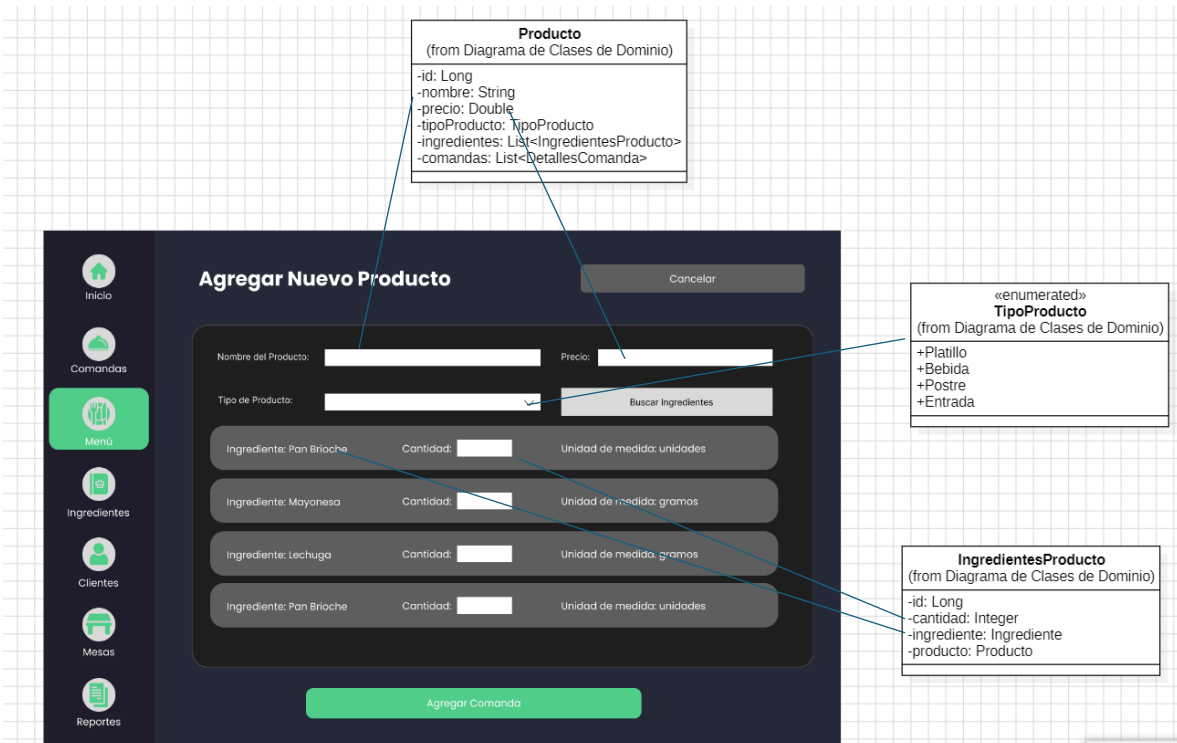 Producto
(from Diagrama de Clases de Dominio)
-id: Long
-nombre: String
-precio: Double
-tipoProducto: TipoProducto
-ingredientes: List<IngredientesProducto>
-comandas: List<DetallesComanda>
Inicio
Comandas
Menú
Ingredientes
Clientes
Mesas
Reportes
Agregar Nuevo Producto
Cancelar
Nombre del Producto:
Precio:
Tipo de Producto:
Buscar Ingredientes
Ingrediente: Pan Brioche Cantidad: Unidad de medida: unidades
Ingrediente: Mayonesa Cantidad: Unidad de medida: gramos
Ingrediente: Lechuga Cantidad: Unidad de medida: gramos
Ingrediente: Pan Brioche Cantidad: Unidad de medida: unidades
Agregar Comanda
«enumerated»
TipoProducto
(from Diagrama de Clases de Dominio)
+Platillo
+Bebida
+Postre
+Entrada
IngredientesProducto
(from Diagrama de Clases de Dominio)
-id: Long
-cantidad: Integer
-ingrediente: Ingrediente
-producto: Producto